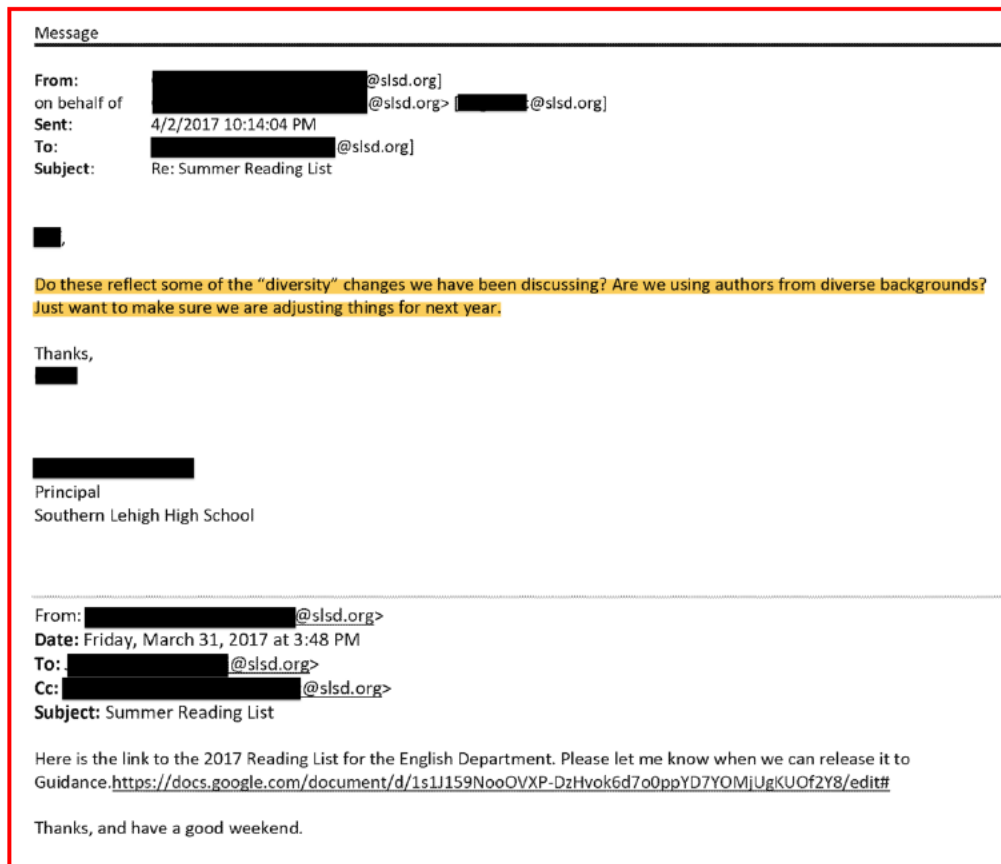 Message
From: @slsd.org]
on behalf of @slsd.org> [ @slsd.org]
Sent: 4/2/2017 10:14:04 PM
To: @slsd.org]
Subject: Re: Summer Reading List
,
Do these reflect some of the “diversity” changes we have been discussing? Are we using authors from diverse backgrounds?
Just want to make sure we are adjusting things for next year.
Thanks,
Principal
Southern Lehigh High School
From: @slsd.org>
Date: Friday, March 31, 2017 at 3:48 PM
To: @slsd.org>
Cc: @slsd.org>
Subject: Summer Reading List
Here is the link to the 2017 Reading List for the English Department. Please let me know when we can release it to
Guidance.https://docs.google.com/document/d/1s1J159NooOVXP-DzHvok6d7o0ppYD7YOMjUgKUOf2Y8/edit#
Thanks, and have a good weekend.